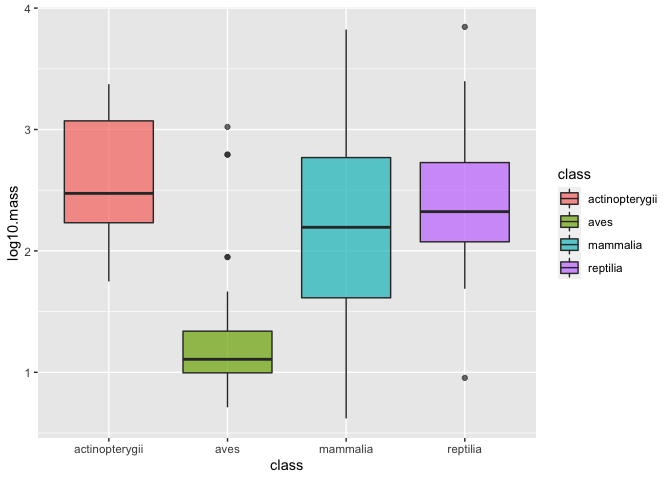 4
3
2
1
log10.mass
actinopterygii
aves
mammalia
reptilia
class
class
actinopterygii
aves
mammalia
reptilia